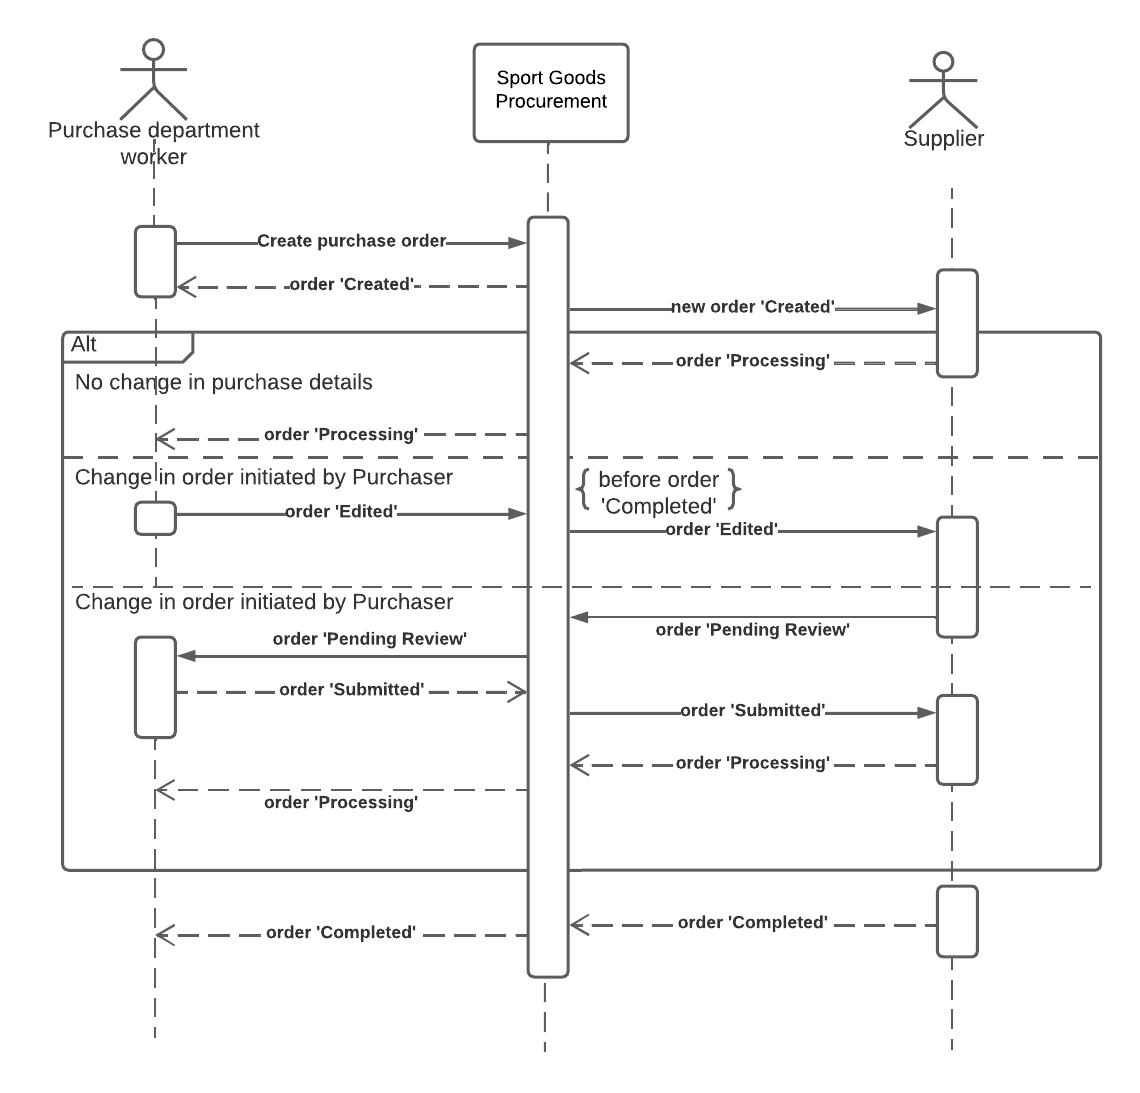 Purchase department
worker
Sport Goods
Procurement
Supplier
Create purchase order
order 'Created'
new order 'Created'
Alt
order 'Processing'
No change in purchase details
order 'Processing'
Change in order initiated by Purchaser
before order
'Completed'
order 'Edited'
order 'Edited'
Change in order initiated by Purchaser
order 'Pending Review'
order 'Pending Review'
order 'Submitted'
order 'Submitted'
order 'Processing'
order 'Processing'
order 'Completed'
order 'Completed'